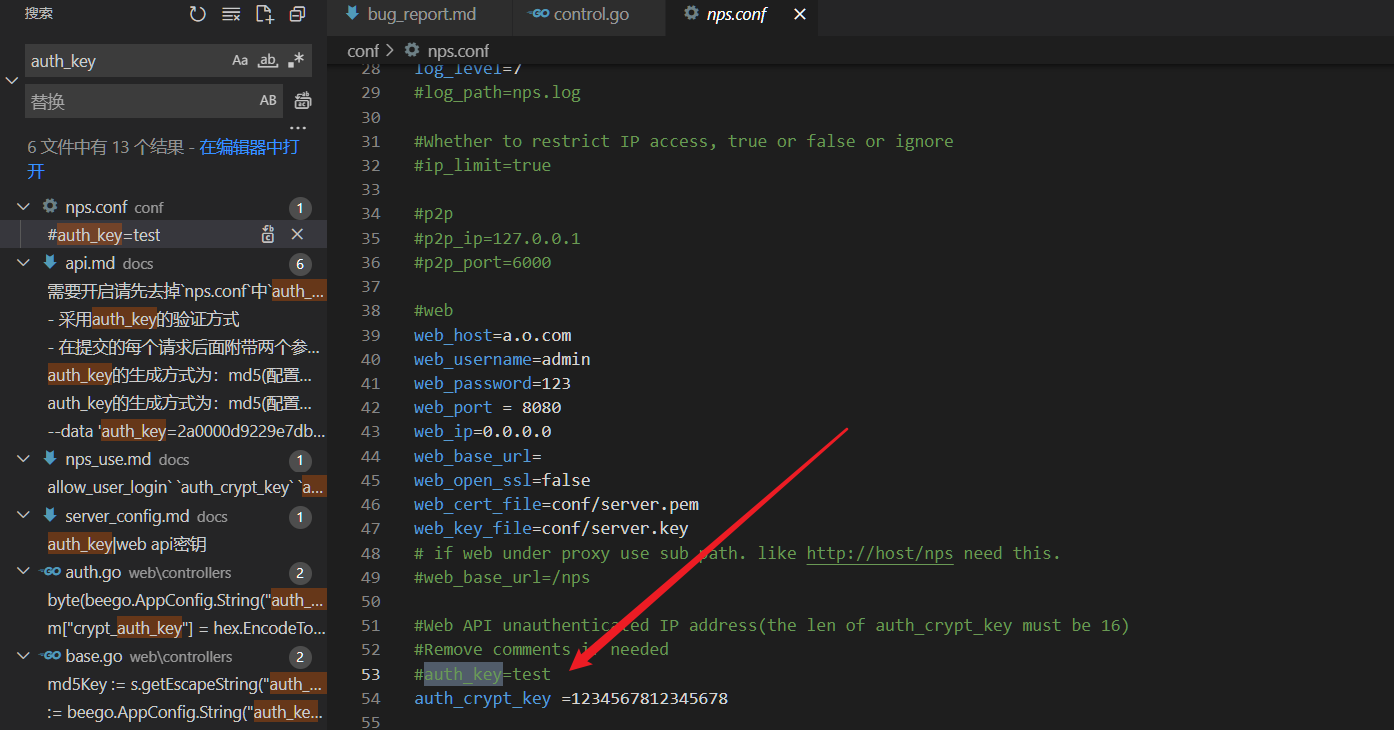 搜索
auth_key
Aa
ab
替换
AB
6 文件中有 13 个结果 - 在编辑器中打
开
nps.conf conf 1
#auth_key=test
api.md docs 6
需要开启请先去掉`nps.conf`中`auth_...
- 采用auth_key的验证方式
- 在提交的每个请求后面附带两个参...
auth_key的生成方式为：md5(配置...
auth_key的生成方式为：md5(配置...
--data 'auth_key=2a0000d9229e7db...
nps_use.md docs 1
allow_user_login` `auth_crypt_key` `a...
server_config.md docs 1
auth_key|web api密钥
auth.go web\controllers 2
byte(beego.AppConfig.String("auth_...
m["crypt_auth_key"] = hex.EncodeTo...
base.go web\controllers 2
md5Key := s.getEscapeString("auth_...
:= beego.AppConfig.String("auth_ke...
bug_report.md
control.go
nps.conf
conf > nps.conf
28 log_level=7
29 #log_path=nps.log
30
31 #Whether to restrict IP access, true or false or ignore
32 #ip_limit=true
33
34 #p2p
35 #p2p_ip=127.0.0.1
36 #p2p_port=6000
37
38 #web
39 web_host=a.o.com
40 web_username=admin
41 web_password=123
42 web_port = 8080
43 web_ip=0.0.0.0
44 web_base_url=
45 web_open_ssl=false
46 web_cert_file=conf/server.pem
47 web_key_file=conf/server.key
48 # if web under proxy use sub path. like http://host/nps need this.
49 #web_base_url=/nps
50
51 #Web API unauthenticated IP address(the len of auth_crypt_key must be 16)
52 #Remove comments if needed
53 #auth_key=test
54 auth_crypt_key =1234567812345678
55